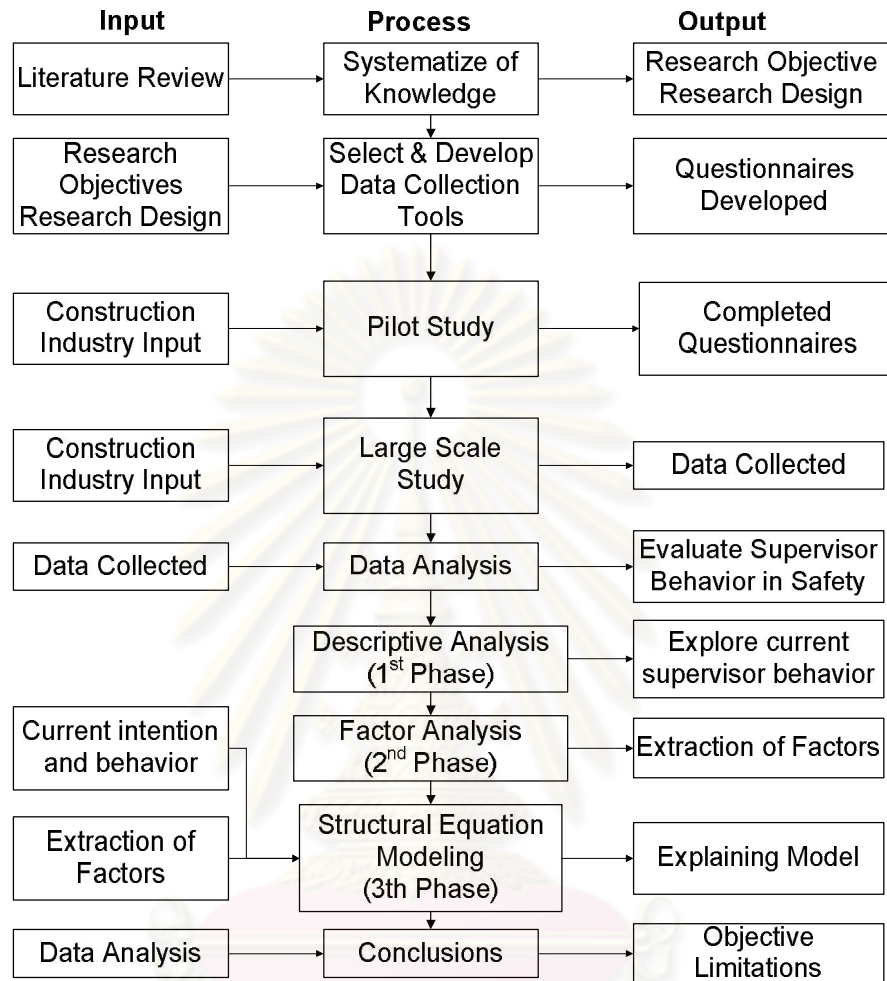 Input Process Output
Literature Review
Systematize of
Knowledge
Research Objective
Research Design
Research
Objectives
Research Design
Select & Develop
Data Collection
Tools
Questionnaires
Developed
Construction
Industry Input
Pilot Study
Completed
Questionnaires
Construction
Industry Input
Large Scale
Study
Data Collected
Data Collected
Data Analysis
Evaluate Supervisor
Behavior in Safety
Descriptive Analysis
(1st Phase)
Explore current
supervisor behavior
Current intention
and behavior
Factor Analysis
(2nd Phase)
Extraction of Factors
Extraction of
Factors
Structural Equation
Modeling
(3th Phase)
Explaining Model
Data Analysis
Conclusions
Objective
Limitations